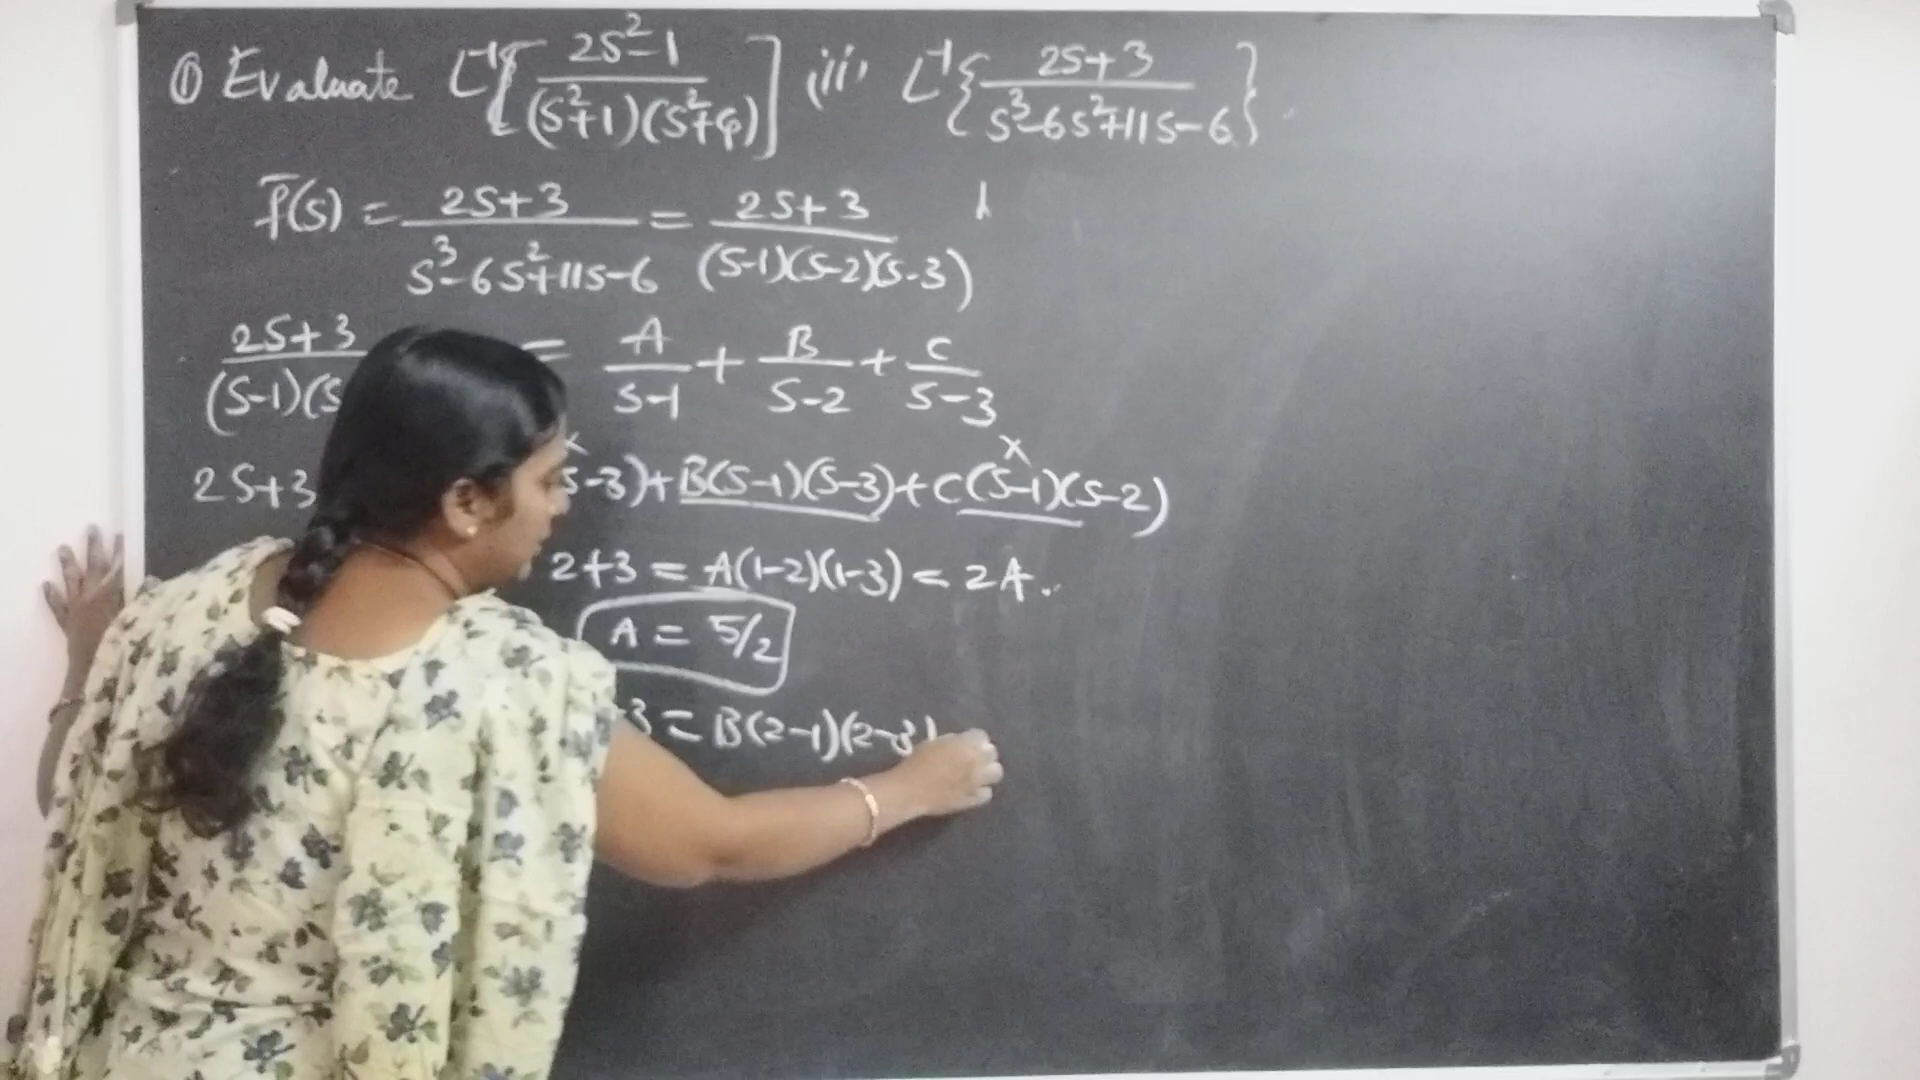 ① Evaluate L⁻¹[(2S²-1)/((S²+1)(S²+4))] (ii) L⁻¹{(2S+3)/(S³-6S²+11S-6)}
f̄(s) = (2S+3)/(S³-6S²+11S-6) = (2S+3)/((S-1)(S-2)(S-3))
(2S+3)/((S-1)(S = A/(S-1) + B/(S-2) + C/(S-3)
2S+3 S-3)+B(S-1)(S-3)+C(S-1)(S-2)
2+3 = A(1-2)(1-3) = 2A.
A = 5/2
3 = B(2-1)(2-3)